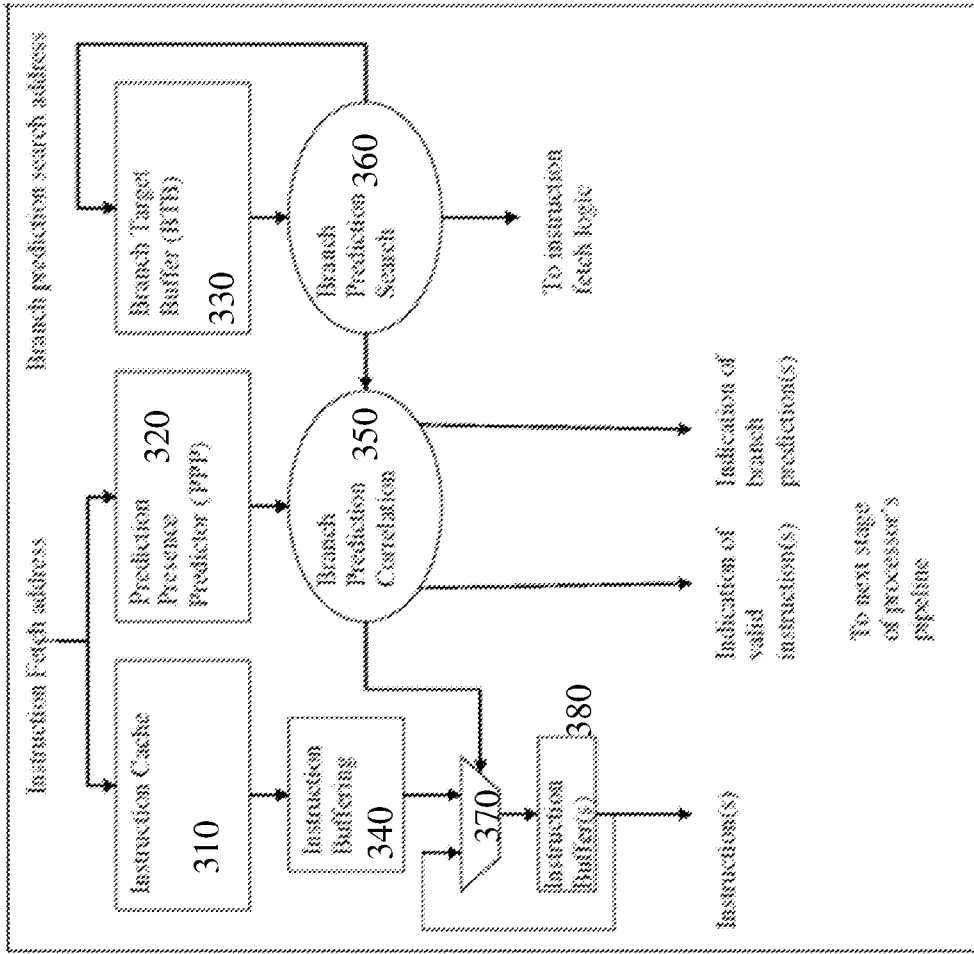 Instruction Fetch adress
Branch prediction search address
Instruction Cache
310
Prediction
Presence
Predictor (PPP)
320
Branch Target
Buffer (BTB)
330
Instruction
Buffering
340
Branch
Prediction
Correlation
350
Branch
Prediction
Search
360
370
Instruction
Buffer(s)
380
To instruction
fetch logic
Instruction(s)
Indication of
valid
instruction(s)
Indication of
branch
prediction(s)
To next stage
of processor's
pipeline